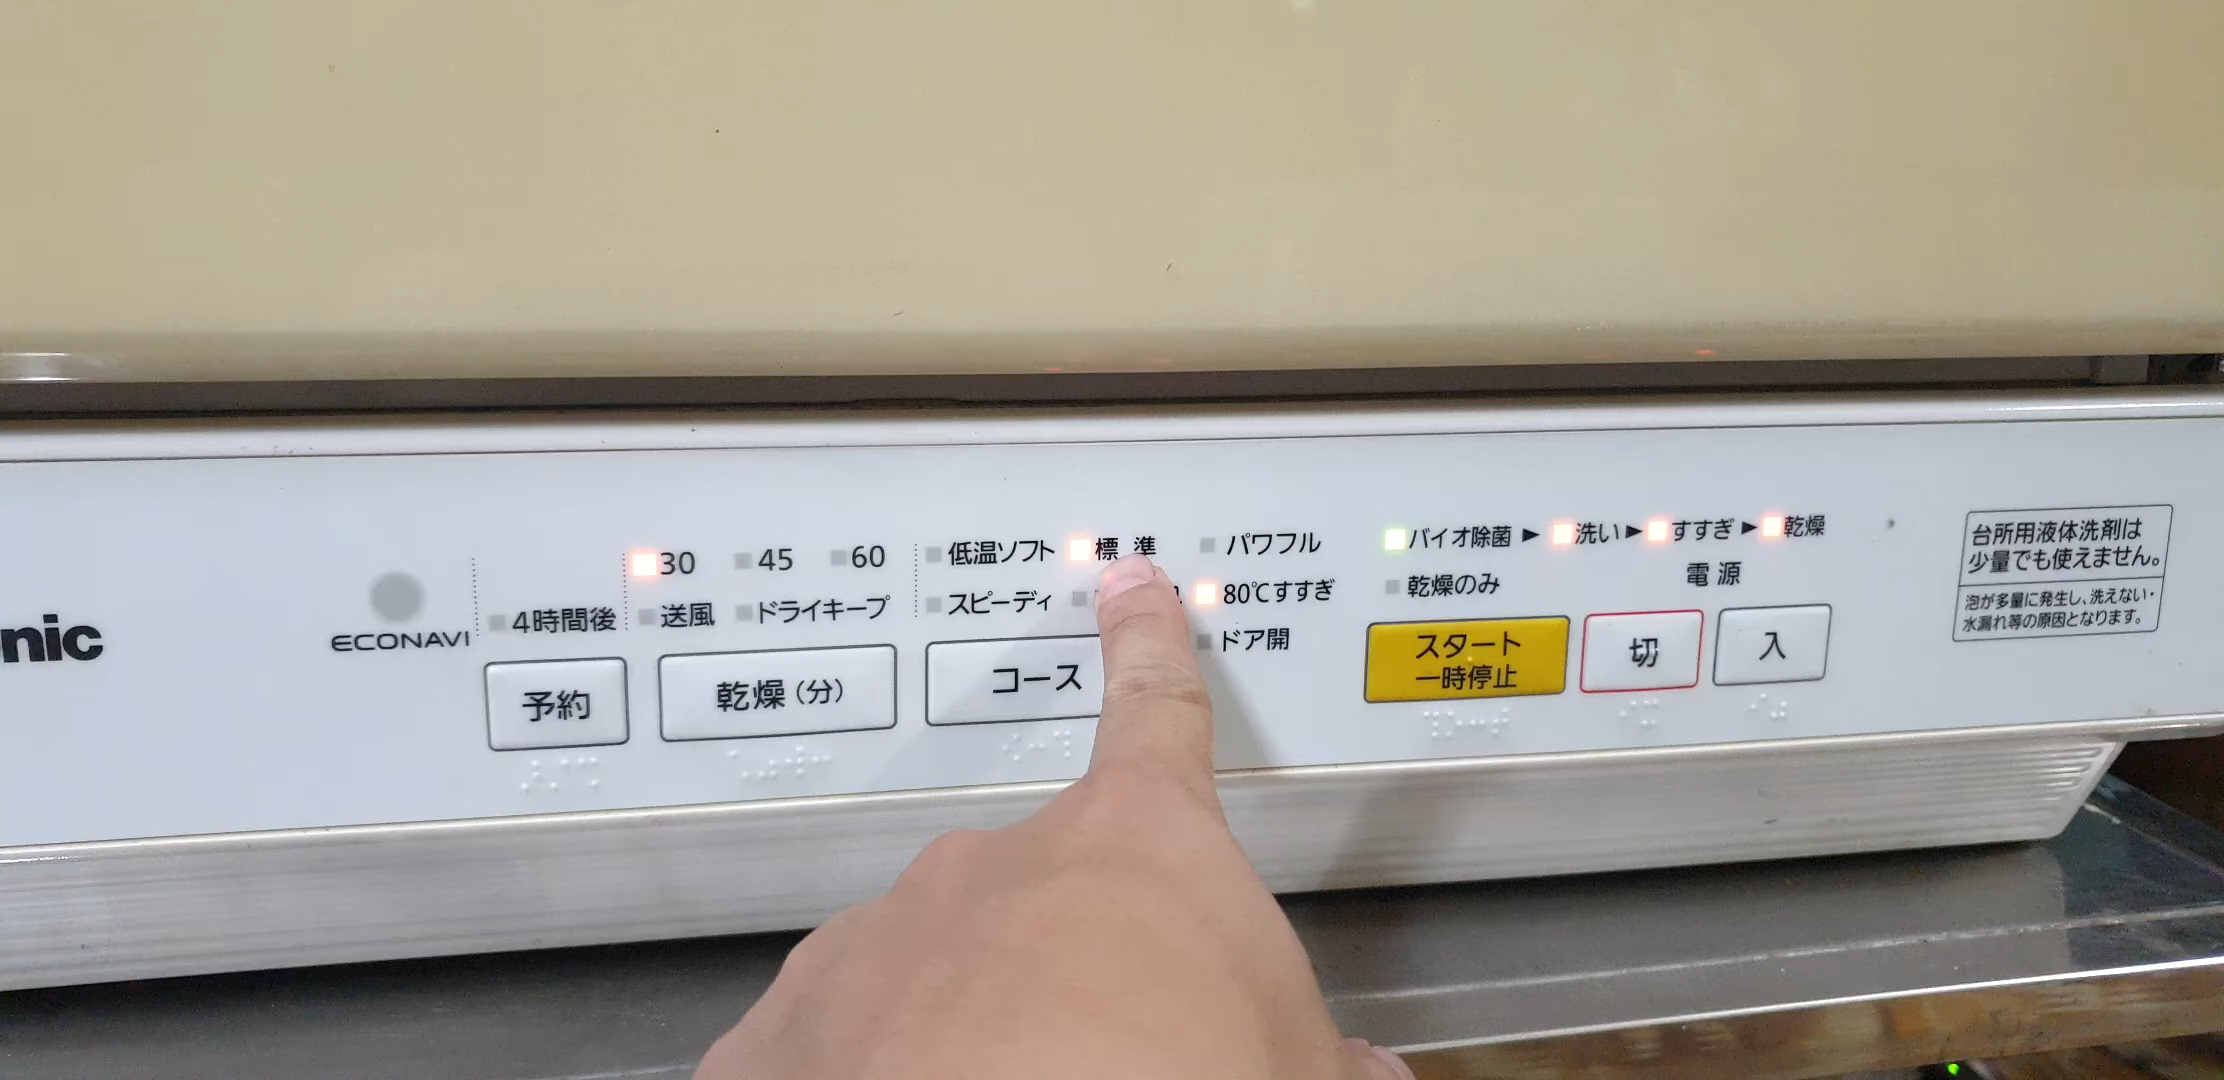 nic
ECONAVI
4時間後
30 45 60
送風 ドライキープ
低温ソフト 標準 パワフル
スピーディ 80℃すすぎ
ドア開
バイオ除菌 ▶ 洗い ▶ すすぎ ▶ 乾燥
乾燥のみ
電源
予約
乾燥(分)
コース
スタート
一時停止
切
入
台所用液体洗剤は
少量でも使えません。
泡が多量に発生し、洗えない・
水漏れ等の原因となります。